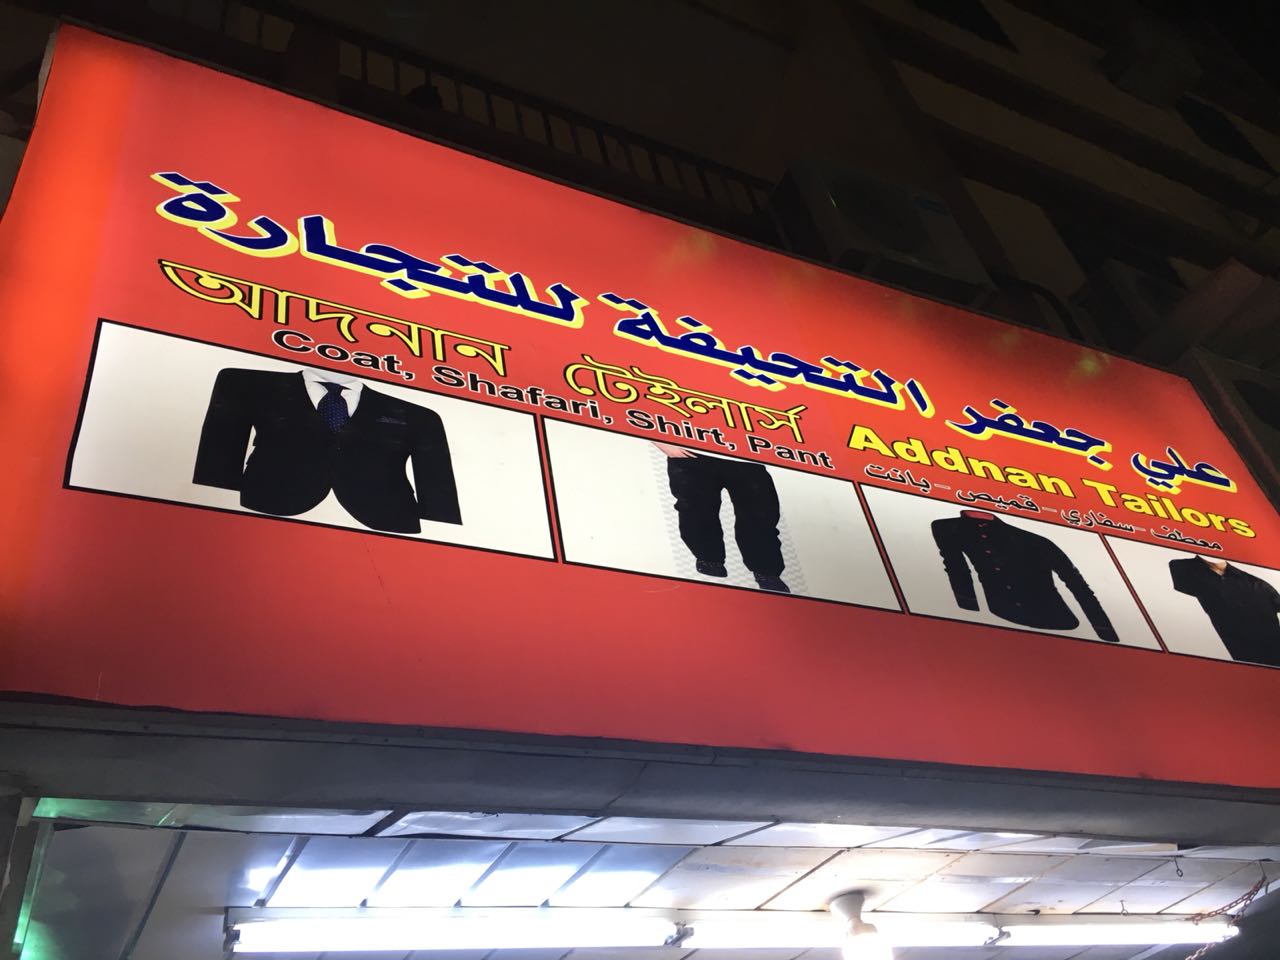 علي جعفر التحيفة للتجارة
আদনান টেইলার্স Addnan Tailors
Coat, Shafari, Shirt, Pant معطف - سفاري - قميص - بانت